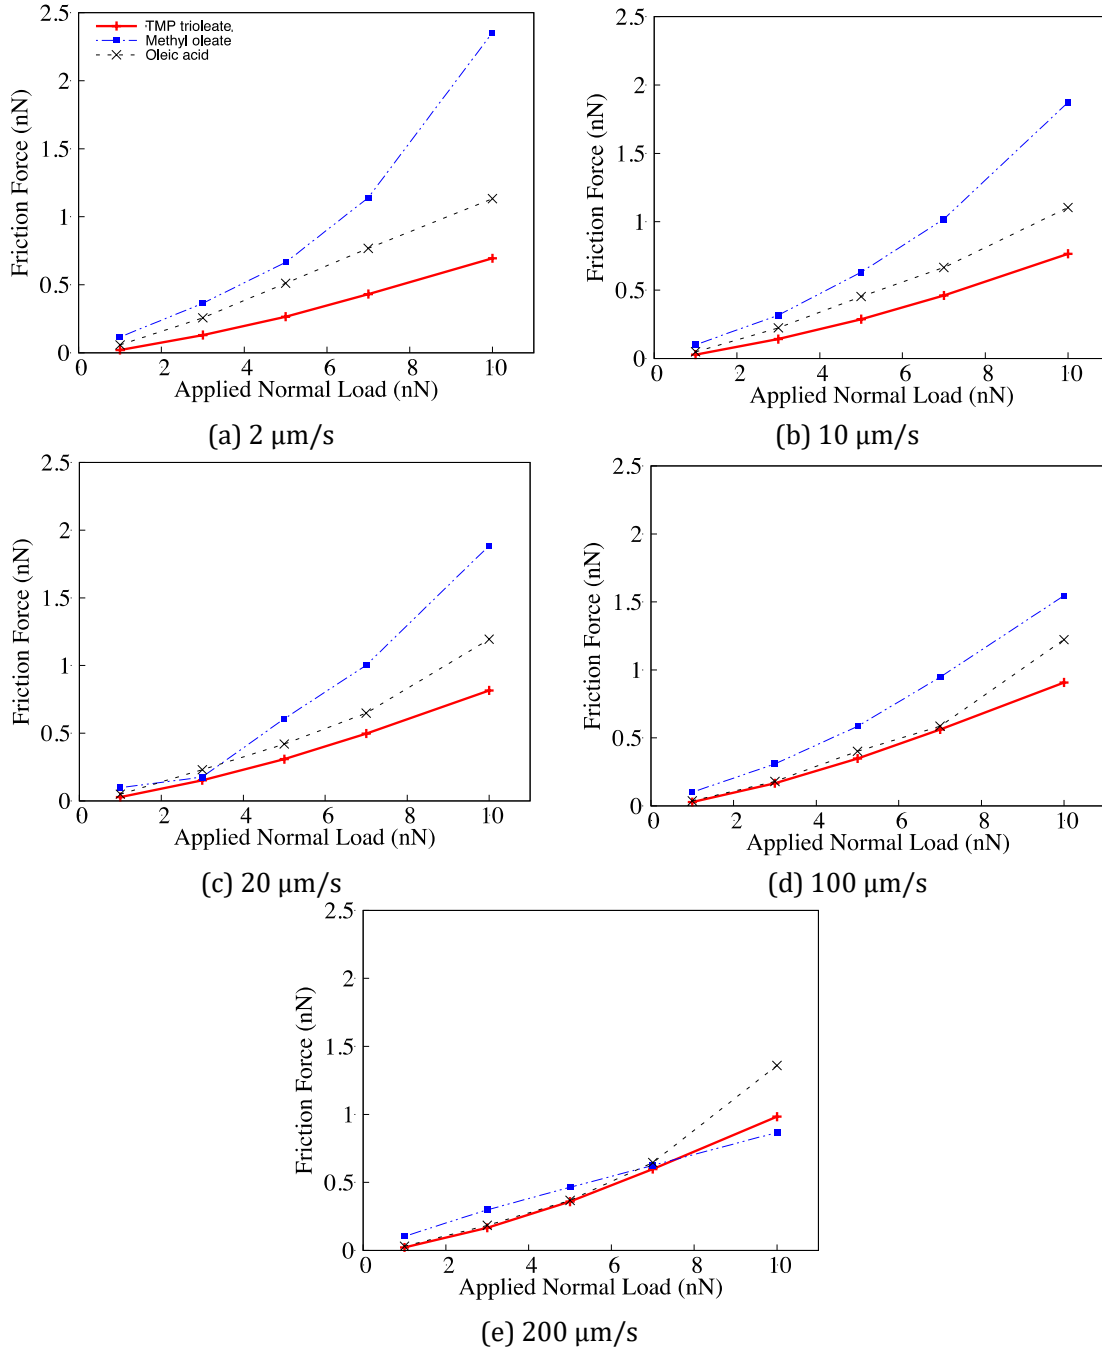 TMP trioleate,
Methyl oleate
Oleic acid
2.5
2
1.5
1
0.5
0
0 2 4 6 8 10
Friction Force (nN)
Applied Normal Load (nN)
(a) 2 μm/s
2.5
2
1.5
1
0.5
0
0 2 4 6 8 10
Friction Force (nN)
Applied Normal Load (nN)
(b) 10 μm/s
2.5
2
1.5
1
0.5
0
0 2 4 6 8 10
Friction Force (nN)
Applied Normal Load (nN)
(c) 20 μm/s
2.5
2
1.5
1
0.5
0
0 2 4 6 8 10
Friction Force (nN)
Applied Normal Load (nN)
(d) 100 μm/s
2.5
2
1.5
1
0.5
0
0 2 4 6 8 10
Friction Force (nN)
Applied Normal Load (nN)
(e) 200 μm/s